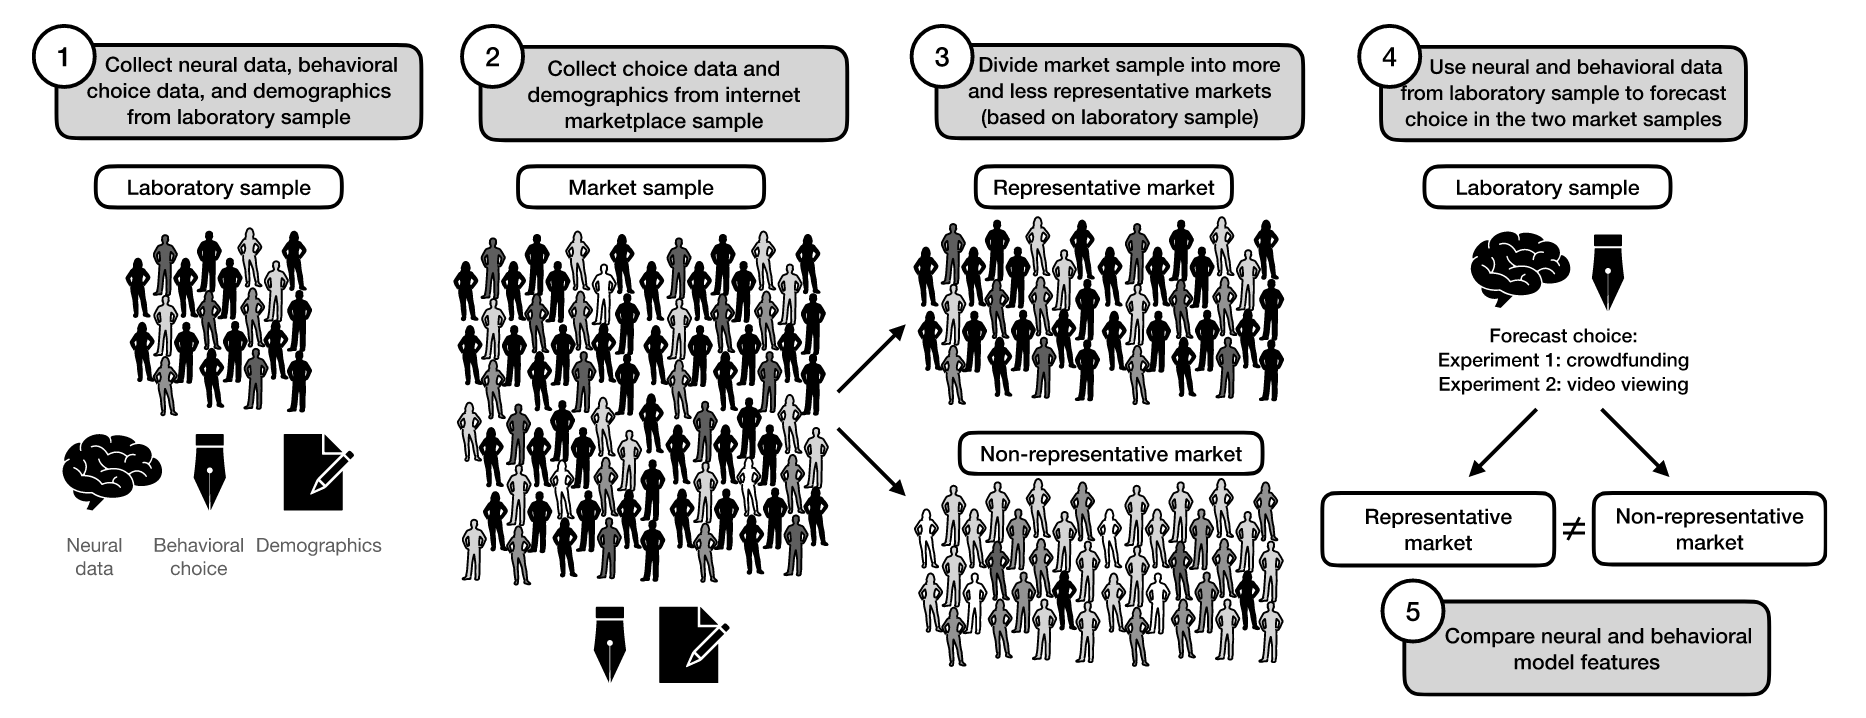 1
Collect neural data, behavioral
choice data, and demographics
from laboratory sample
Laboratory sample
Neural
data
Behavioral
choice
Demographics
2
Collect choice data and
demographics from internet
marketplace sample
Market sample
3
Divide market sample into more
and less representative markets
(based on laboratory sample)
Representative market
Non-representative market
4
Use neural and behavioral data
from laboratory sample to forecast
choice in the two market samples
Laboratory sample
Forecast choice:
Experiment 1: crowdfunding
Experiment 2: video viewing
Representative
market
≠
Non-representative
market
5
Compare neural and behavioral
model features